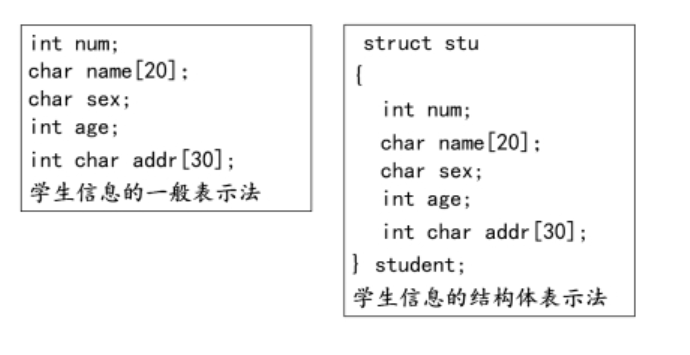 int num;
char name[20];
char sex;
int age;
int char addr[30];
学生信息的一般表示法
struct stu
{
int num;
char name[20];
char sex;
int age;
int char addr[30];
} student;
学生信息的结构体表示法